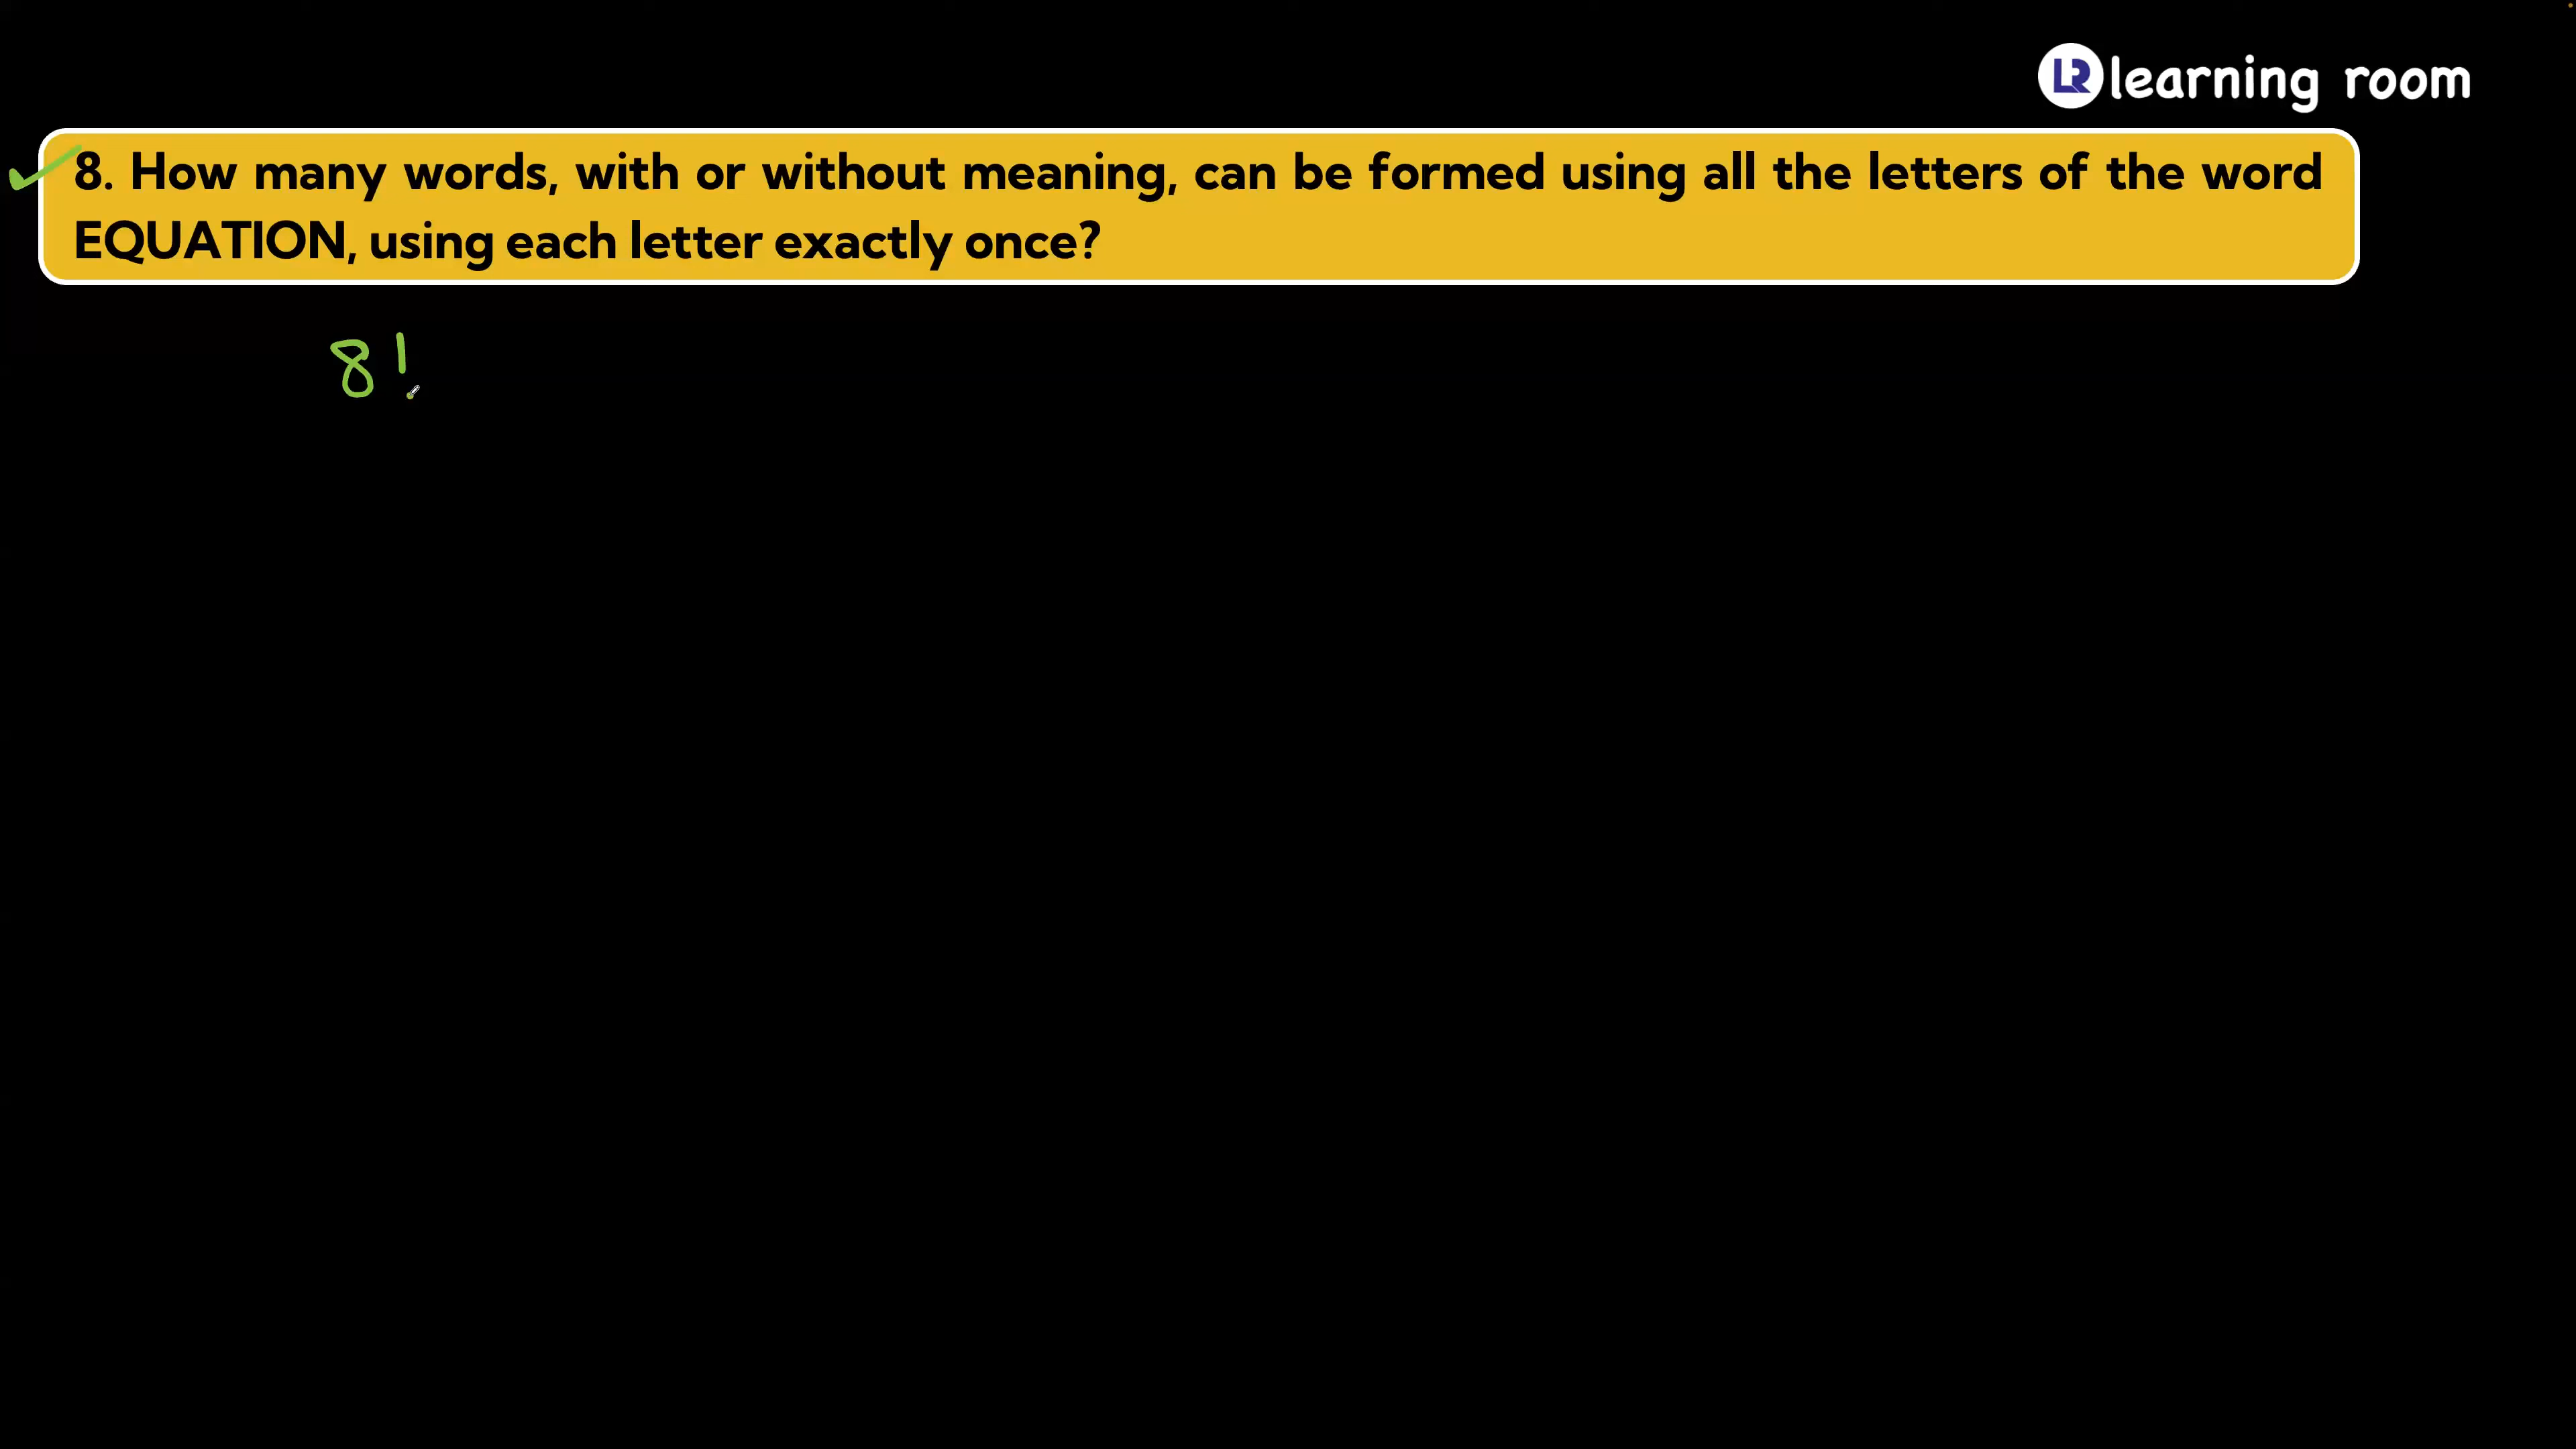 LR learning room
8. How many words, with or without meaning, can be formed using all the letters of the word
EQUATION, using each letter exactly once?
8!